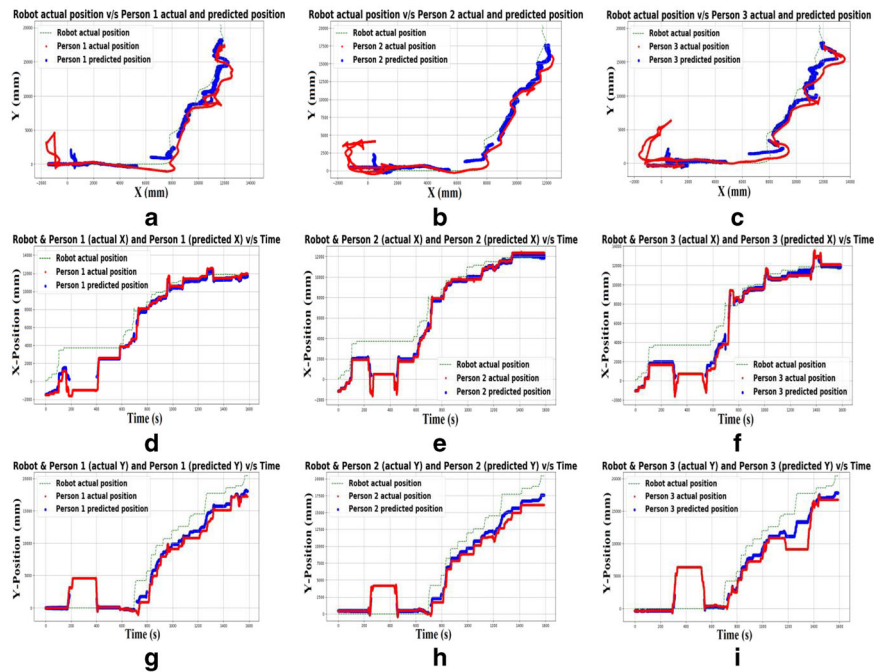 Robot actual position v/s Person 1 actual and predicted position
Robot actual position
Person 1 actual position
Person 1 predicted position
Y (mm)
X (mm)
a
Robot actual position v/s Person 2 actual and predicted position
Robot actual position
Person 2 actual position
Person 2 predicted position
Y (mm)
X (mm)
b
Robot actual position v/s Person 3 actual and predicted position
Robot actual position
Person 3 actual position
Person 3 predicted position
Y (mm)
X (mm)
c
Robot & Person 1 (actual X) and Person 1 (predicted X) v/s Time
Robot actual position
Person 1 actual position
Person 1 predicted position
X-Position (mm)
Time (s)
d
Robot & Person 2 (actual X) and Person 2 (predicted X) v/s Time
Robot actual position
Person 2 actual position
Person 2 predicted position
X-Position (mm)
Time (s)
e
Robot & Person 3 (actual X) and Person 3 (predicted X) v/s Time
Robot actual position
Person 3 actual position
Person 3 predicted position
X-Position (mm)
Time (s)
f
Robot & Person 1 (actual Y) and Person 1 (predicted Y) v/s Time
Robot actual position
Person 1 actual position
Person 1 predicted position
Y-Position (mm)
Time (s)
g
Robot & Person 2 (actual Y) and Person 2 (predicted Y) v/s Time
Robot actual position
Person 2 actual position
Person 2 predicted position
Y-Position (mm)
Time (s)
h
Robot & Person 3 (actual Y) and Person 3 (predicted Y) v/s Time
Robot actual position
Person 3 actual position
Person 3 predicted position
Y-Position (mm)
Time (s)
i